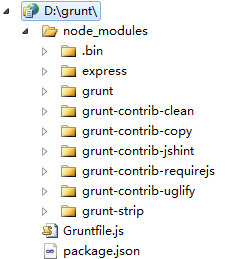 D:\grunt\
node_modules
.bin
express
grunt
grunt-contrib-clean
grunt-contrib-copy
grunt-contrib-jshint
grunt-contrib-requirejs
grunt-contrib-uglify
grunt-strip
Gruntfile.js
package.json